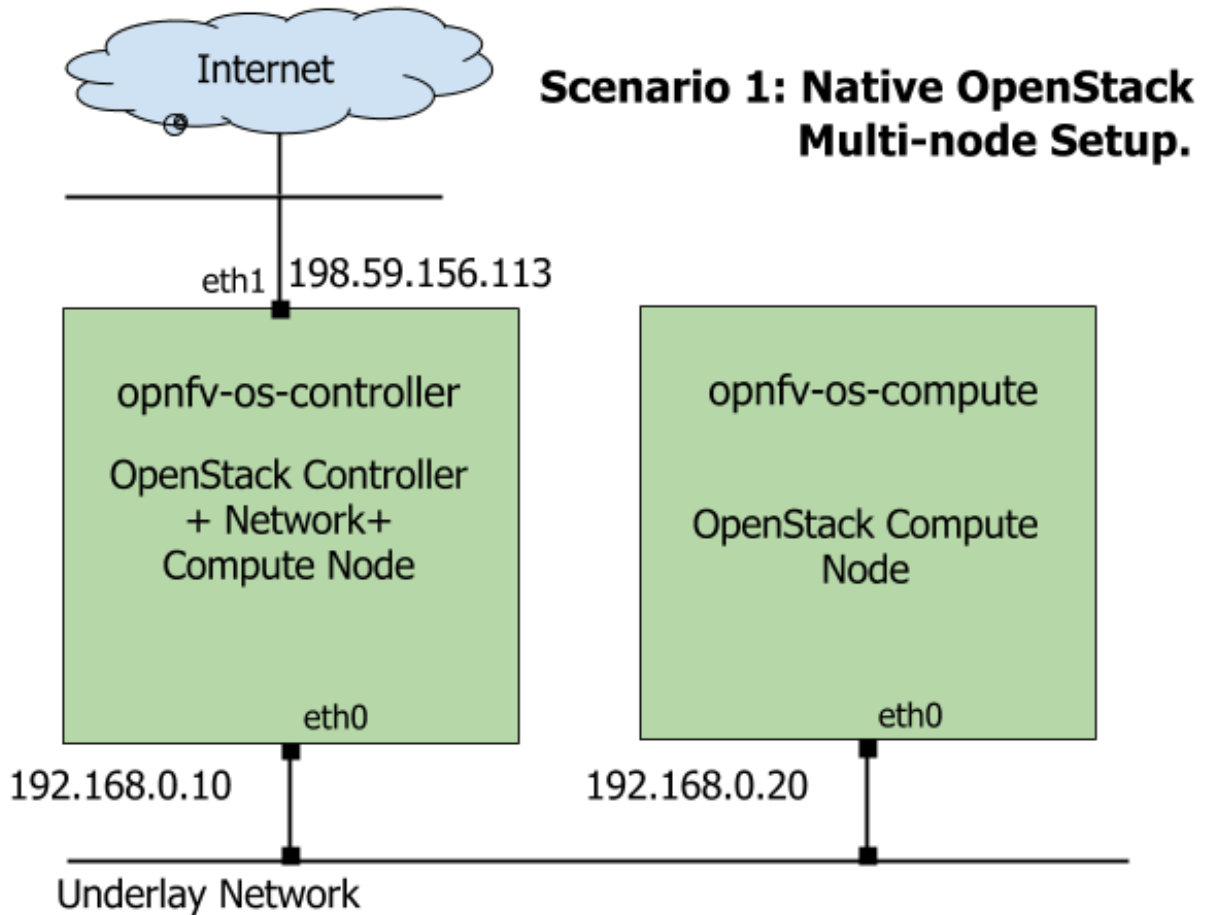 Internet
Scenario 1: Native OpenStack
Multi-node Setup.
eth1
198.59.156.113
opnfv-os-controller
OpenStack Controller
+ Network+
Compute Node
eth0
192.168.0.10
opnfv-os-compute
OpenStack Compute
Node
eth0
192.168.0.20
Underlay Network